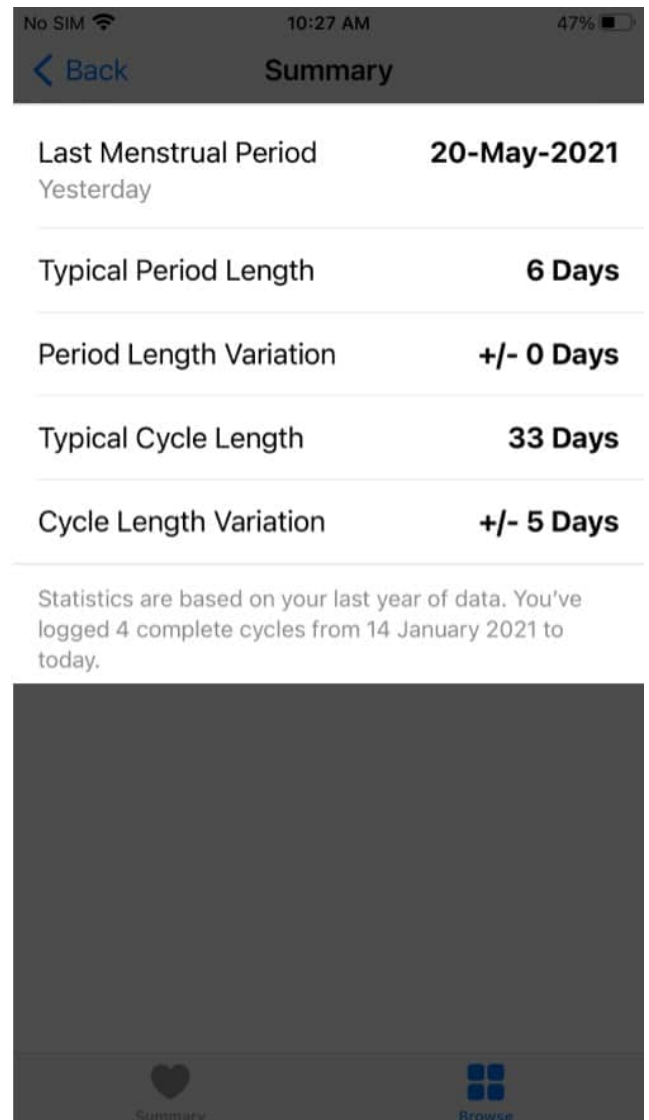 No SIM 10:27 AM 47%
Back Summary
Last Menstrual Period 20-May-2021
Yesterday
Typical Period Length 6 Days
Period Length Variation +/- 0 Days
Typical Cycle Length 33 Days
Cycle Length Variation +/- 5 Days
Statistics are based on your last year of data. You've
logged 4 complete cycles from 14 January 2021 to
today.
Summary Browse